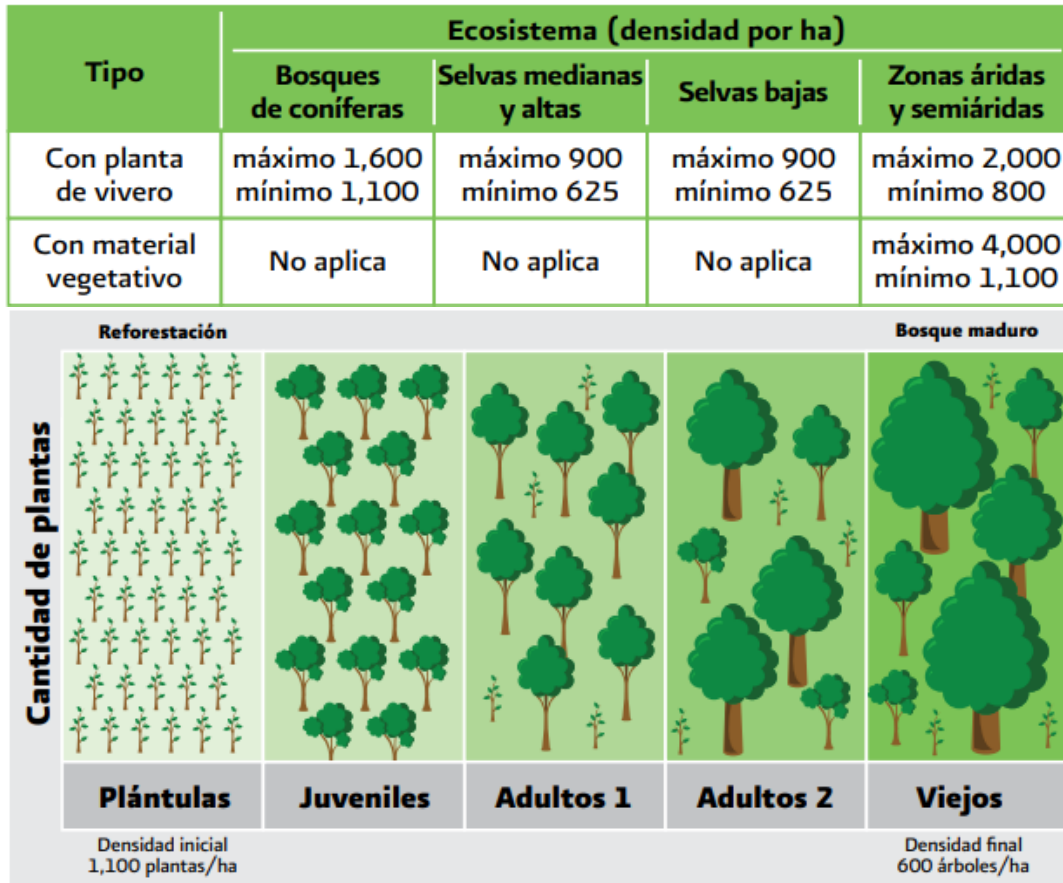 Tipo
Ecosistema (densidad por ha)
Bosques
de coníferas
Selvas medianas
y altas
Selvas bajas
Zonas áridas
y semiáridas
Con planta
de vivero
máximo 1,600
mínimo 1,100
máximo 900
mínimo 625
máximo 900
mínimo 625
máximo 2,000
mínimo 800
Con material
vegetativo
No aplica
No aplica
No aplica
máximo 4,000
mínimo 1,100
Reforestación
Bosque maduro
Cantidad de plantas
Plántulas
Juveniles
Adultos 1
Adultos 2
Viejos
Densidad inicial
1,100 plantas/ha
Densidad final
600 árboles/ha